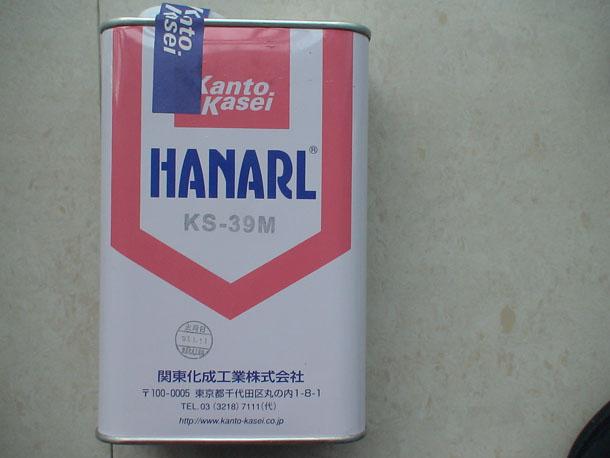 Kanto
Kasei
Kanto
Kasei
HANARL®
KS-39M
関東化成工業株式会社
〒100-0005 東京都千代田区丸の内1-8-1
TEL.03 (3218) 7111(代)
http://www.kanto-kasei.co.jp